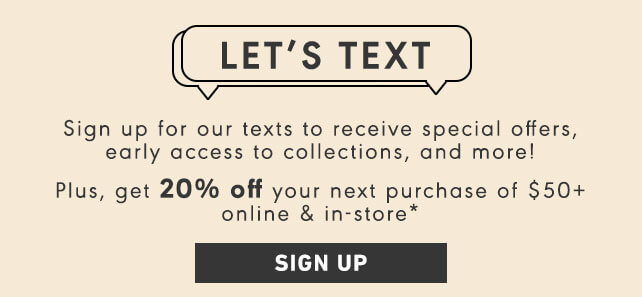 LET'S TEXT
Sign up for our texts to receive special offers,
early access to collections, and more!
Plus, get 20% off your next purchase of $50+
online & in-store*
SIGN UP